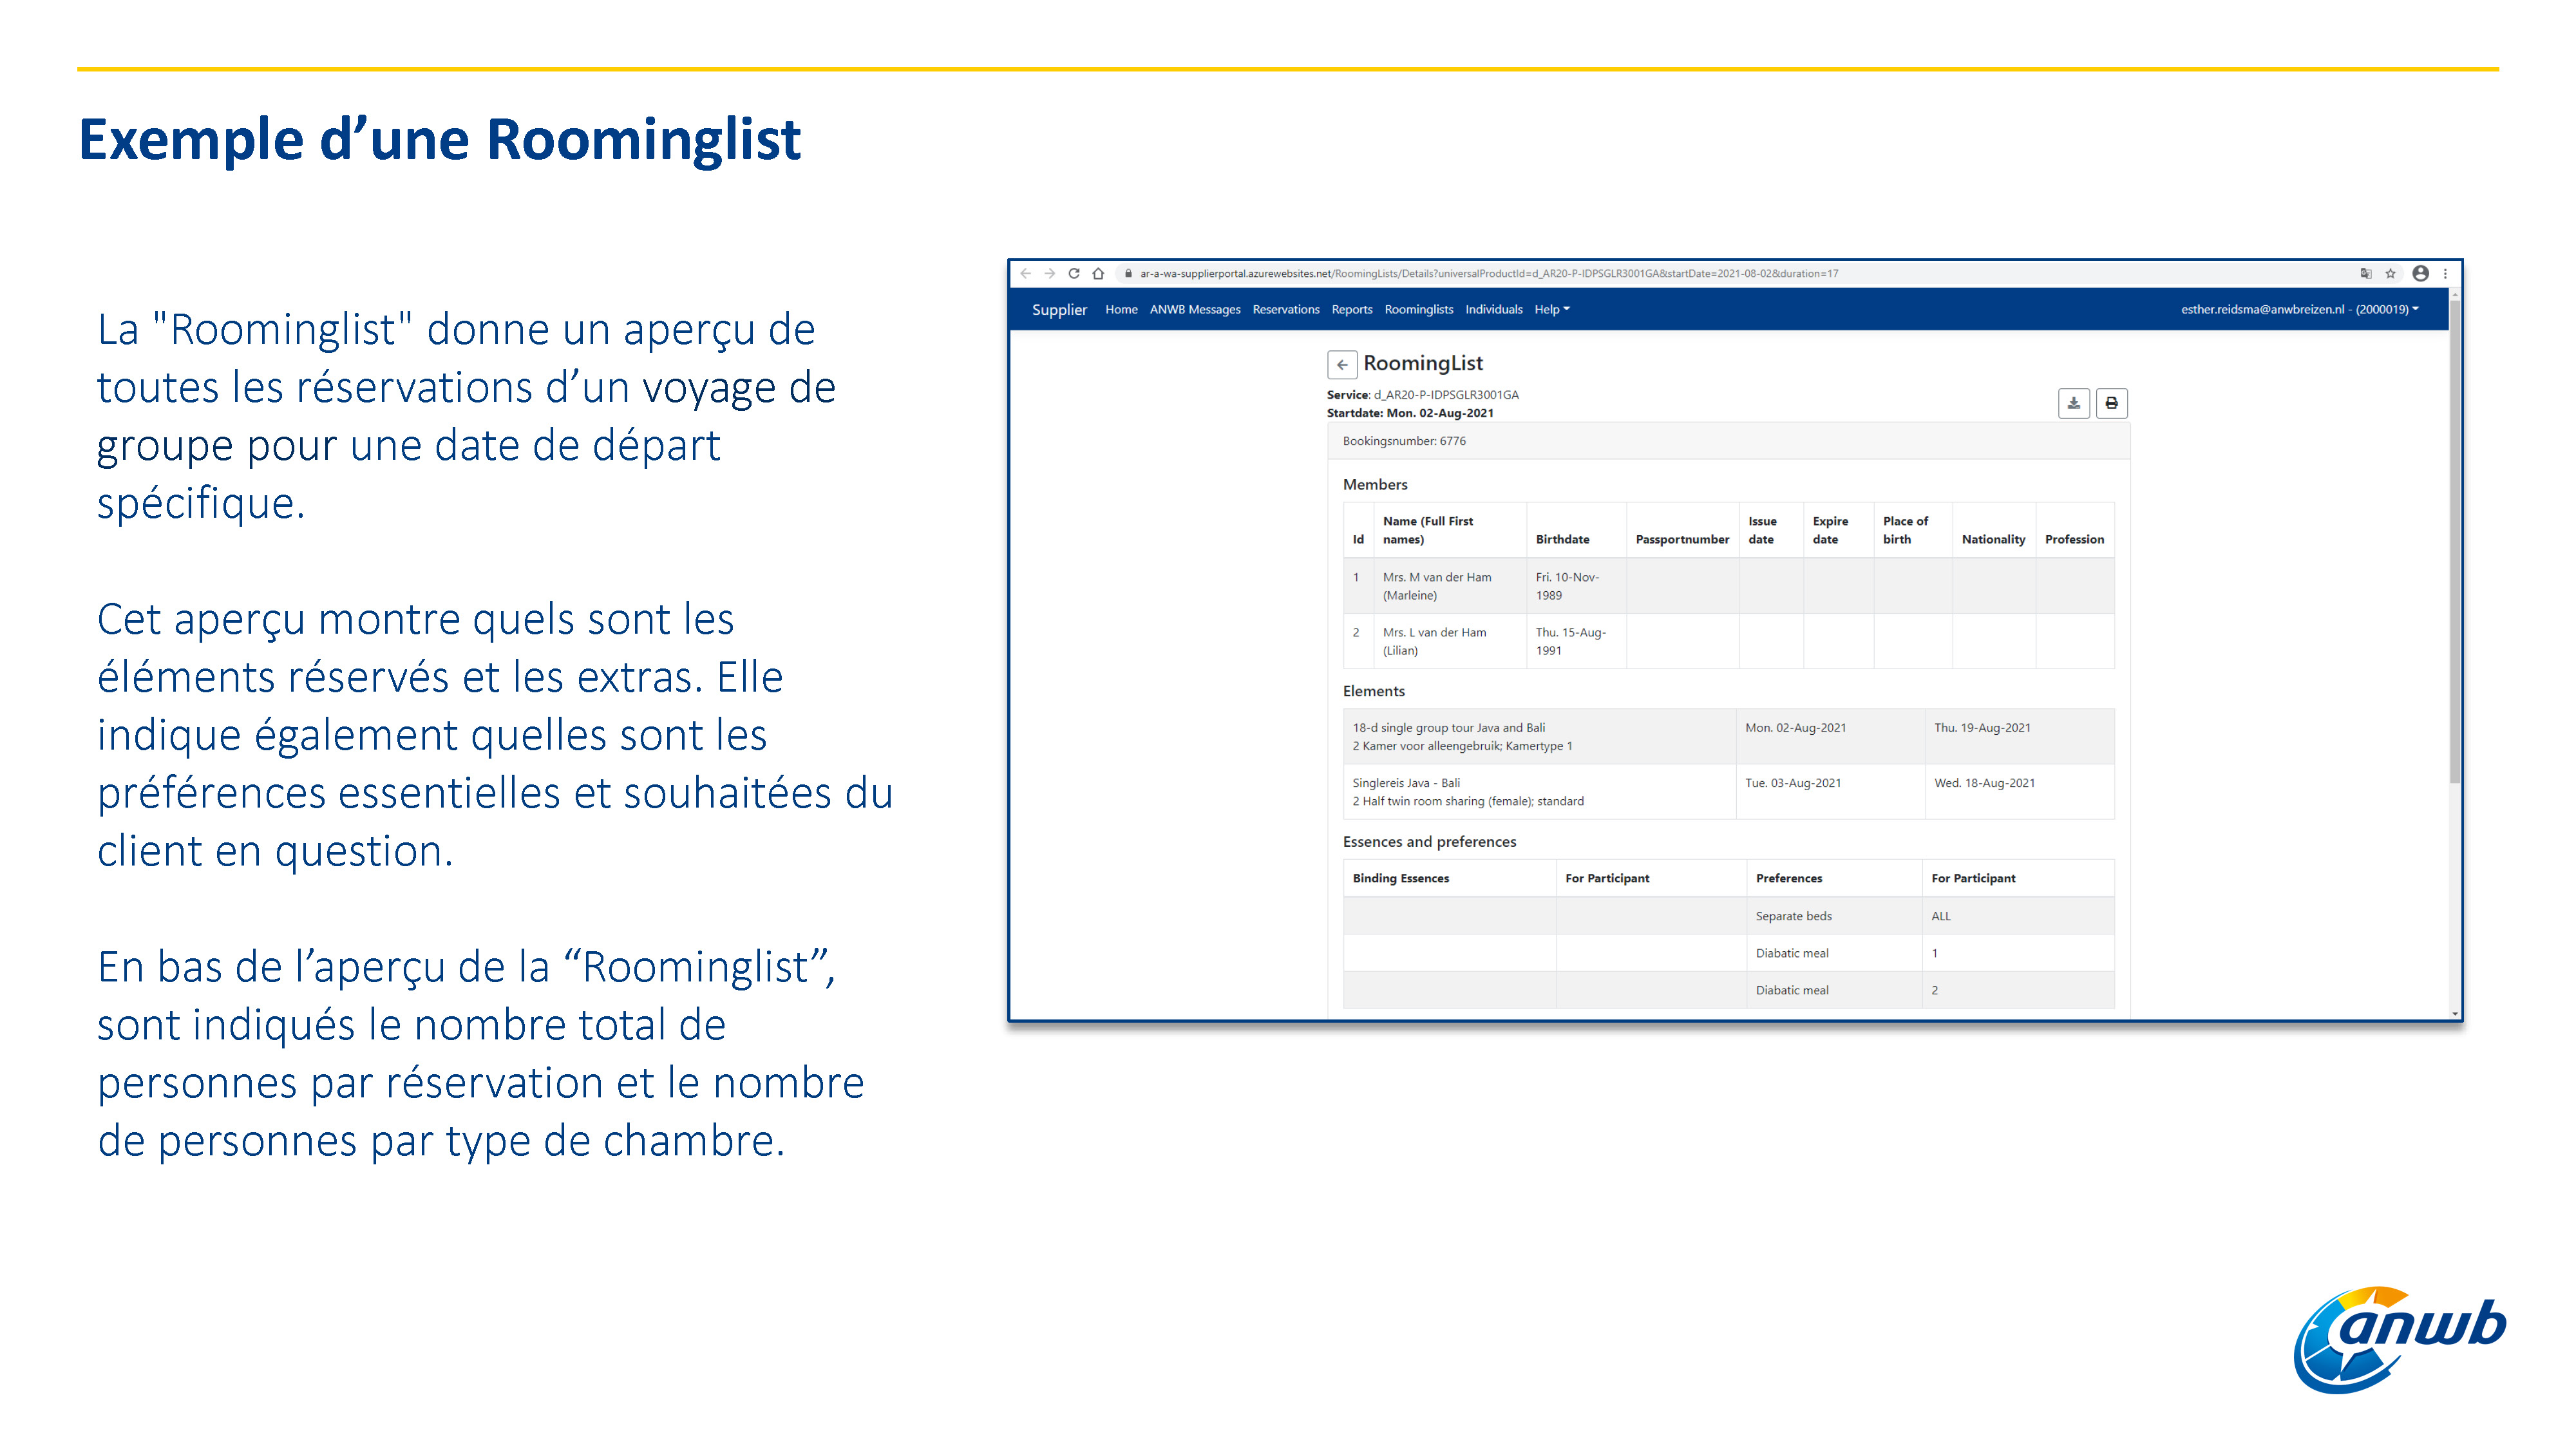 Exemple d’une Roominglist
La "Roominglist" donne un aperçu de
toutes les réservations d’un voyage de
groupe pour une date de départ
spécifique.
Cet aperçu montre quels sont les
éléments réservés et les extras. Elle
indique également quelles sont les
préférences essentielles et souhaitées du
client en question.
En bas de l’aperçu de la “Roominglist”,
sont indiqués le nombre total de
personnes par réservation et le nombre
de personnes par type de chambre.
ar-a-wa-supplierportal.azurewebsites.net/RoomingLists/Details?universalProductId=d_AR20-P-IDPSGLR3001GA&startDate=2021-08-02&duration=17
Supplier Home ANWB Messages Reservations Reports Roominglists Individuals Help esther.reidsma@anwbreizen.nl - (2000019)
RoomingList
Service: d_AR20-P-IDPSGLR3001GA
Startdate: Mon. 02-Aug-2021
Bookingsnumber: 6776
Members
Id Name (Full First names) Birthdate Passportnumber Issue date Expire date Place of birth Nationality Profession
1 Mrs. M van der Ham Fri. 10-Nov-
(Marleine) 1989
2 Mrs. L van der Ham Thu. 15-Aug-
(Lilian) 1991
Elements
18-d single group tour Java and Bali Mon. 02-Aug-2021 Thu. 19-Aug-2021
2 Kamer voor alleengebruik; Kamertype 1
Singlereis Java - Bali Tue. 03-Aug-2021 Wed. 18-Aug-2021
2 Half twin room sharing (female); standard
Essences and preferences
Binding Essences For Participant Preferences For Participant
Separate beds ALL
Diabatic meal 1
Diabatic meal 2
anwb